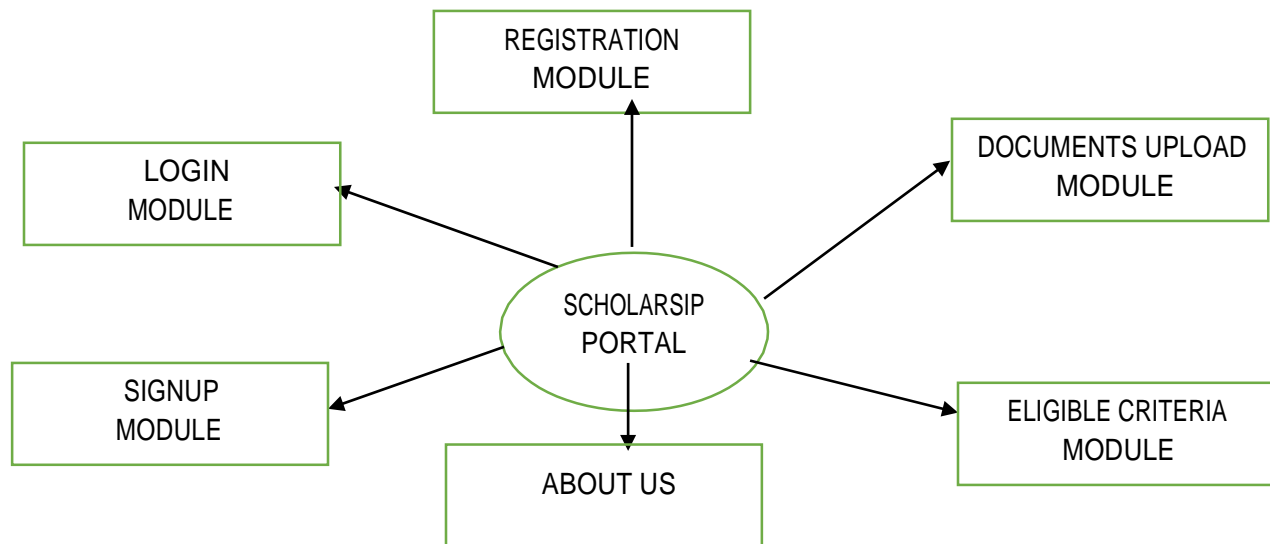 REGISTRATION
MODULE
LOGIN
MODULE
DOCUMENTS UPLOAD
MODULE
SCHOLARSIP
PORTAL
SIGNUP
MODULE
ELIGIBLE CRITERIA
MODULE
ABOUT US